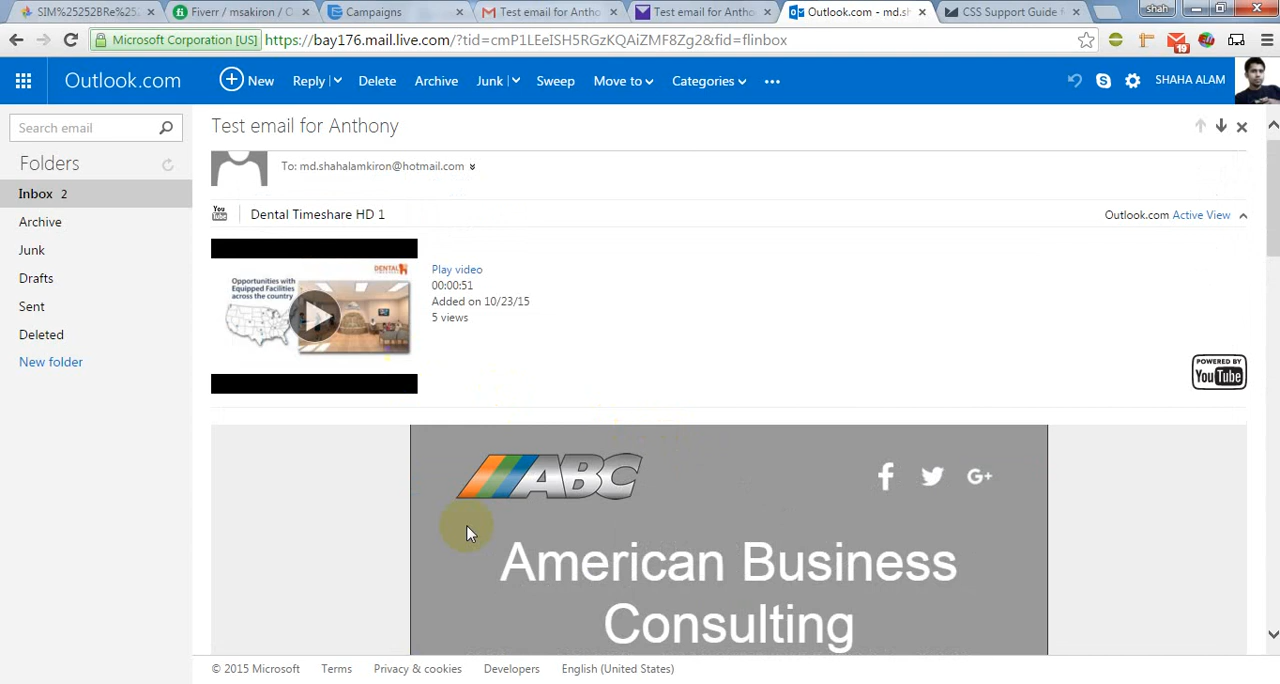 SIM%25252BRe%25.
Fiverr / msakiron / C
Campaigns
Test email for Antho
Test email for Antho
Outlook.com - md.sh
CSS Support Guide f
shah
Microsoft Corporation [US]
https://bay176.mail.live.com/?tid=cmP1LEeISH5RGzKQAiZMF8Zg2&fid=flinbox
19
Outlook.com
New
Reply
Delete
Archive
Junk
Sweep
Move to
Categories
SHAHA ALAM
Search email
Test email for Anthony
Folders
To: md.shahalamkiron@hotmail.com
Inbox 2
You Tube
Dental Timeshare HD 1
Outlook.com Active View
Archive
Junk
Drafts
Sent
Deleted
New folder
DENTAL
Opportunities with
Equipped Facilities
across the country
Play video
00:00:51
Added on 10/23/15
5 views
POWERED BY
YouTube
ABC
American Business
Consulting
© 2015 Microsoft
Terms
Privacy & cookies
Developers
English (United States)